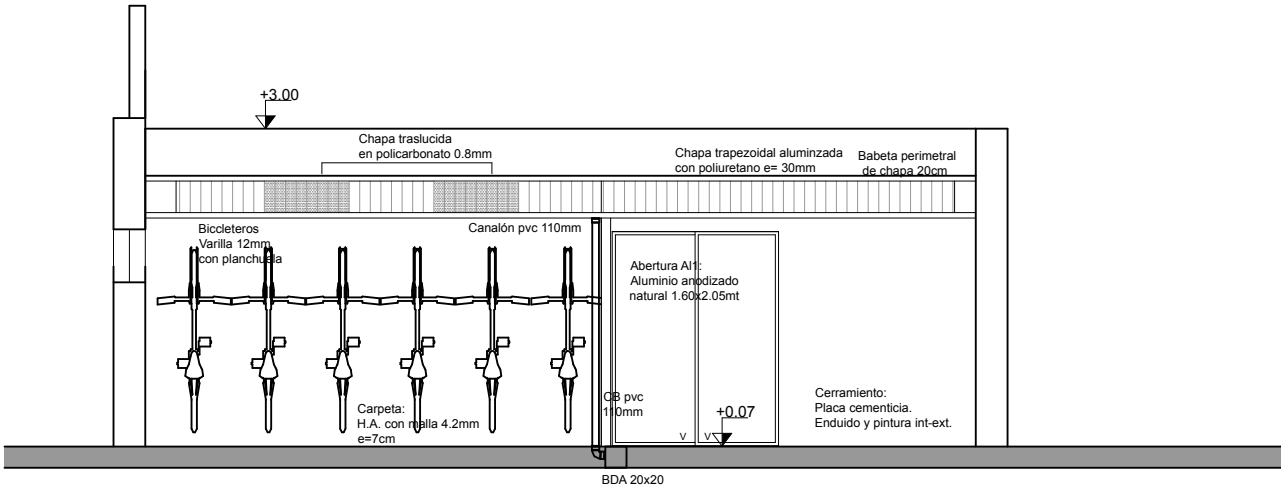 +3.00
Chapa traslucida
en policarbonato 0.8mm
Chapa trapezoidal aluminzada
con poliuretano e= 30mm
Babeta perimetral
de chapa 20cm
Bicicleteros
Varilla 12mm
con planchuela
Canalón pvc 110mm
Abertura Al1:
Aluminio anodizado
natural 1.60x2.05mt
Carpeta:
H.A. con malla 4.2mm
e=7cm
CB pvc
110mm
+0.07
V V
Cerramiento:
Placa cementicia.
Enduido y pintura int-ext.
BDA 20x20